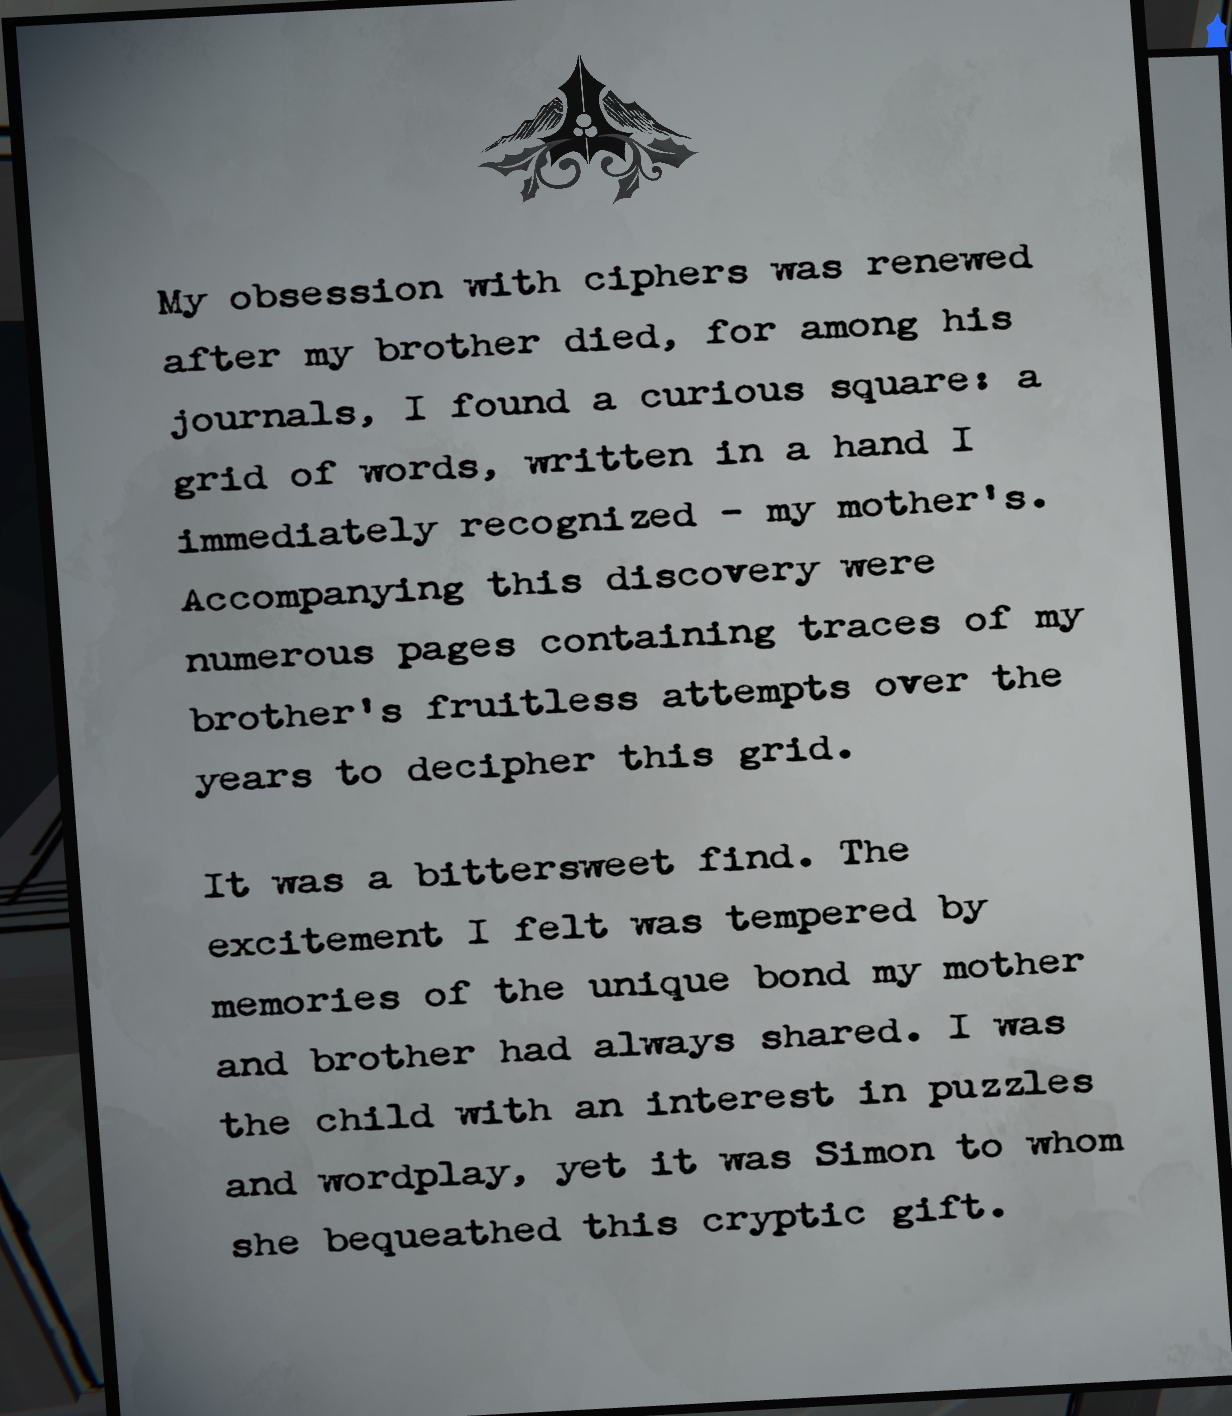 My obsession with ciphers was renewed
after my brother died, for among his
journals, I found a curious square: a
grid of words, written in a hand I
immediately recognized - my mother's.
Accompanying this discovery were
numerous pages containing traces of my
brother's fruitless attempts over the
years to decipher this grid.
It was a bittersweet find. The
excitement I felt was tempered by
memories of the unique bond my mother
and brother had always shared. I was
the child with an interest in puzzles
and wordplay, yet it was Simon to whom
she bequeathed this cryptic gift.